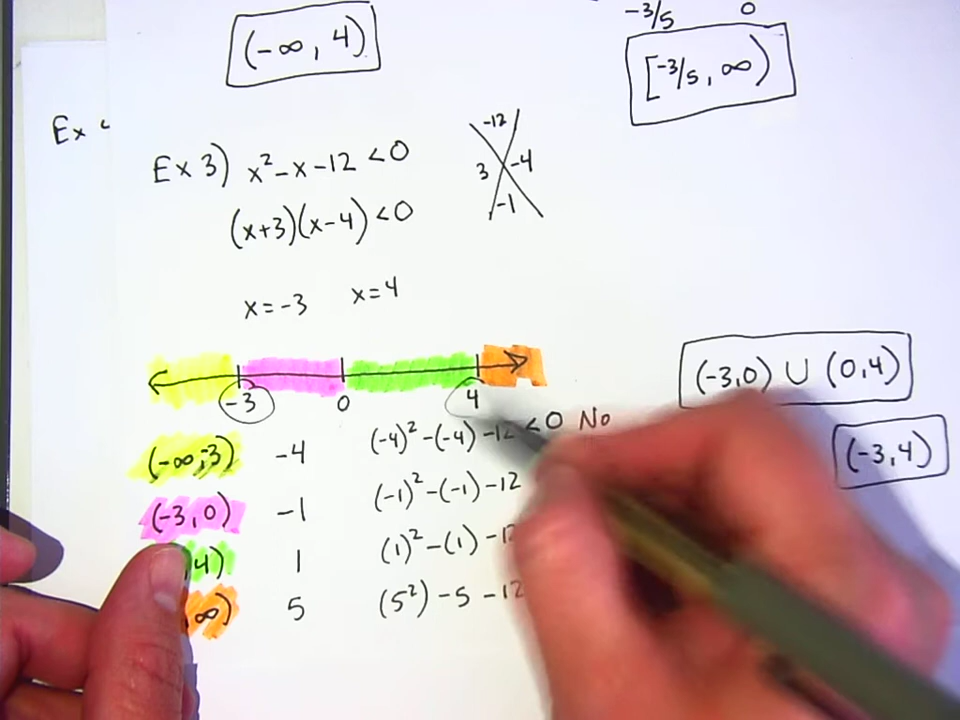 -3/5 0
(-∞, 4)
[-3/5, ∞)
Ex
Ex 3) x²-x-12 <0
-12
3 -4
-1
(x+3)(x-4) <0
x=-3 x=4
-3 0 4
(-3,0) ∪ (0,4)
(-3,4)
(-∞,-3) -4 (-4)²-(-4)-12 <0 No
(-3,0) -1 (-1)²-(-1)-12
4) 1 (1)²-(1)-1
∞) 5 (5²)-5-12